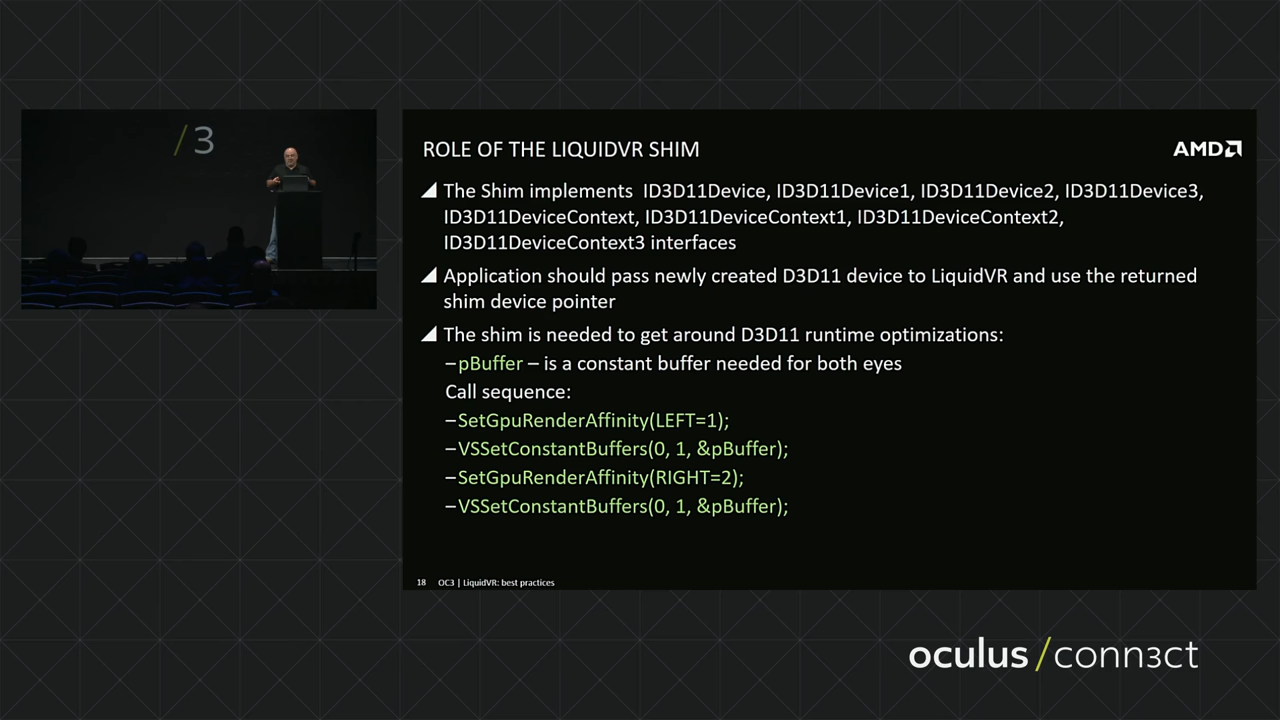 /3
ROLE OF THE LIQUIDVR SHIM
AMD
The Shim implements ID3D11Device, ID3D11Device1, ID3D11Device2, ID3D11Device3,
ID3D11DeviceContext, ID3D11DeviceContext1, ID3D11DeviceContext2,
ID3D11DeviceContext3 interfaces
Application should pass newly created D3D11 device to LiquidVR and use the returned
shim device pointer
The shim is needed to get around D3D11 runtime optimizations:
–pBuffer – is a constant buffer needed for both eyes
Call sequence:
–SetGpuRenderAffinity(LEFT=1);
–VSSetConstantBuffers(0, 1, &pBuffer);
–SetGpuRenderAffinity(RIGHT=2);
–VSSetConstantBuffers(0, 1, &pBuffer);
18 OC3 | LiquidVR: best practices
oculus/conn3ct